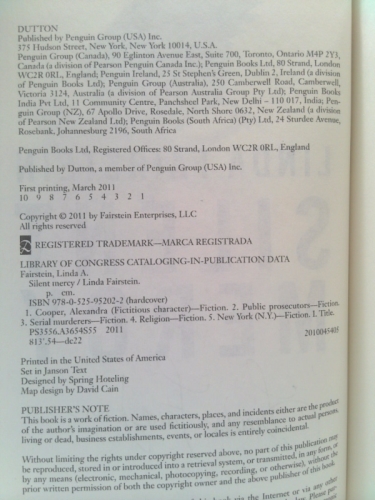 DUTTON
Published by Penguin Group (USA) Inc.
375 Hudson Street, New York, New York 10014, U.S.A.
Penguin Group (Canada), 90 Eglinton Avenue East, Suite 700, Toronto, Ontario M4P 2Y3,
Canada (a division of Pearson Penguin Canada Inc.); Penguin Books Ltd, 80 Strand, London
WC2R 0RL, England; Penguin Ireland, 25 St Stephen's Green, Dublin 2, Ireland (a division
of Penguin Books Ltd); Penguin Group (Australia), 250 Camberwell Road, Camberwell,
Victoria 3124, Australia (a division of Pearson Australia Group Pty Ltd); Penguin Books
India Pvt Ltd, 11 Community Centre, Panchsheel Park, New Delhi – 110 017, India; Pen-
guin Group (NZ), 67 Apollo Drive, Rosedale, North Shore 0632, New Zealand (a division
of Pearson New Zealand Ltd); Penguin Books (South Africa) (Pty) Ltd, 24 Sturdee Avenue,
Rosebank, Johannesburg 2196, South Africa
Penguin Books Ltd, Registered Offices: 80 Strand, London WC2R 0RL, England
Published by Dutton, a member of Penguin Group (USA) Inc.
First printing, March 2011
10 9 8 7 6 5 4 3 2 1
Copyright © 2011 by Fairstein Enterprises, LLC
All rights reserved
REGISTERED TRADEMARK—MARCA REGISTRADA
LIBRARY OF CONGRESS CATALOGING-IN-PUBLICATION DATA
Fairstein, Linda A.
Silent mercy / Linda Fairstein.
p. em.
ISBN 978-0-525-95202-2 (hardcover)
1. Cooper, Alexandra (Fictitious character)—Fiction. 2. Public prosecutors—Fiction.
3. Serial murderers—Fiction. 4. Religion—Fiction. 5. New York (N.Y.)—Fiction. I. Title.
PS3556.A3654S55 2011
813'.54—dc22 2010045405
Printed in the United States of America
Set in Janson Text
Designed by Spring Hoteling
Map design by David Cain
PUBLISHER'S NOTE
This book is a work of fiction. Names, characters, places, and incidents either are the product
of the author's imagination or are used fictitiously, and any resemblance to actual persons,
living or dead, business establishments, events, or locales is entirely coincidental.
Without limiting the rights under copyright reserved above, no part of this publication may
be reproduced, stored in or introduced into a retrieval system, or transmitted, in any form, or
by any means (electronic, mechanical, photocopying, recording, or otherwise), without the
prior written permission of both the copyright owner and the above publisher of this book.
via the Internet or via any other